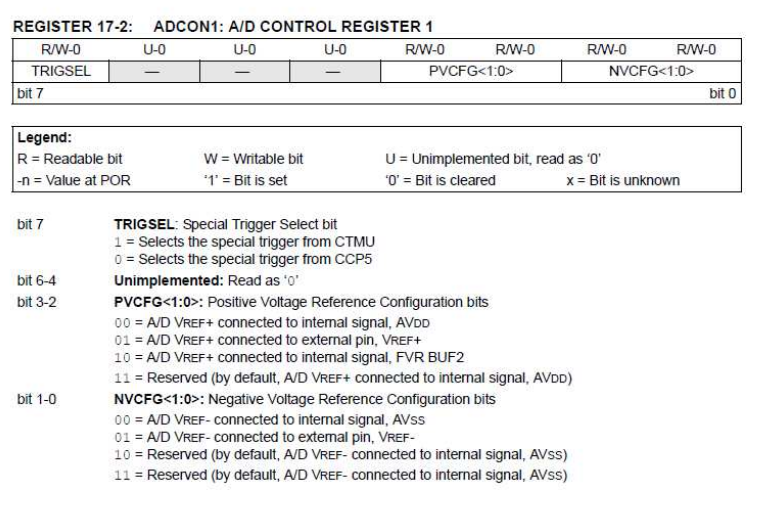 REGISTER 17-2: ADCON1: A/D CONTROL REGISTER 1
R/W-0 U-0 U-0 U-0 R/W-0 R/W-0 R/W-0 R/W-0
TRIGSEL — — — PVCFG<1:0> NVCFG<1:0>
bit 7 bit 0
Legend:
R = Readable bit W = Writable bit U = Unimplemented bit, read as ‘0’
-n = Value at POR ‘1’ = Bit is set ‘0’ = Bit is cleared x = Bit is unknown
bit 7 TRIGSEL: Special Trigger Select bit
1 = Selects the special trigger from CTMU
0 = Selects the special trigger from CCP5
bit 6-4 Unimplemented: Read as ‘0’
bit 3-2 PVCFG<1:0>: Positive Voltage Reference Configuration bits
00 = A/D VREF+ connected to internal signal, AVDD
01 = A/D VREF+ connected to external pin, VREF+
10 = A/D VREF+ connected to internal signal, FVR BUF2
11 = Reserved (by default, A/D VREF+ connected to internal signal, AVDD)
bit 1-0 NVCFG<1:0>: Negative Voltage Reference Configuration bits
00 = A/D VREF- connected to internal signal, AVSS
01 = A/D VREF- connected to external pin, VREF-
10 = Reserved (by default, A/D VREF- connected to internal signal, AVSS)
11 = Reserved (by default, A/D VREF- connected to internal signal, AVSS)